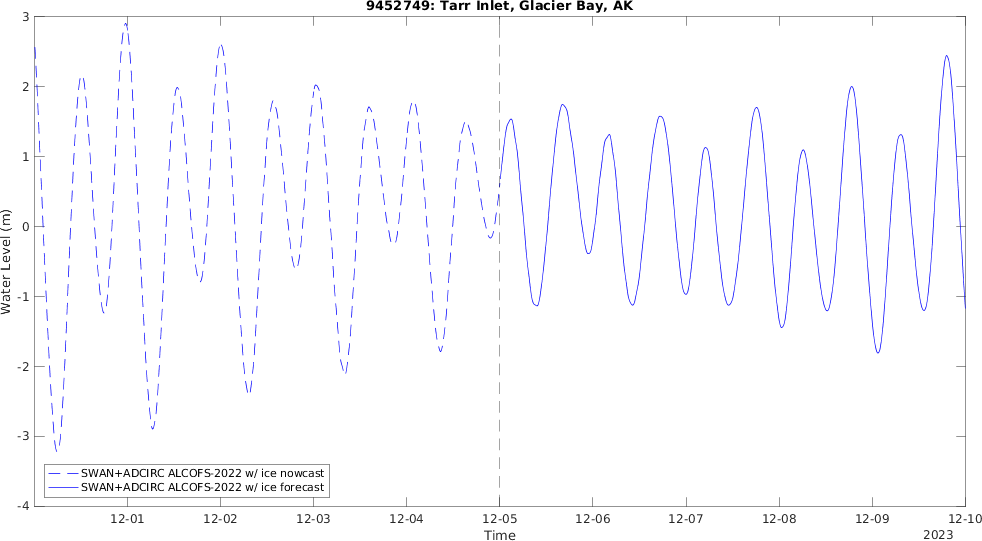 9452749: Tarr Inlet, Glacier Bay, AK
3
2
1
0
-1
-2
-3
-4
Water Level (m)
SWAN+ADCIRC ALCOFS-2022 w/ ice nowcast
SWAN+ADCIRC ALCOFS-2022 w/ ice forecast
12-01 12-02 12-03 12-04 12-05 12-06 12-07 12-08 12-09 12-10
Time
2023